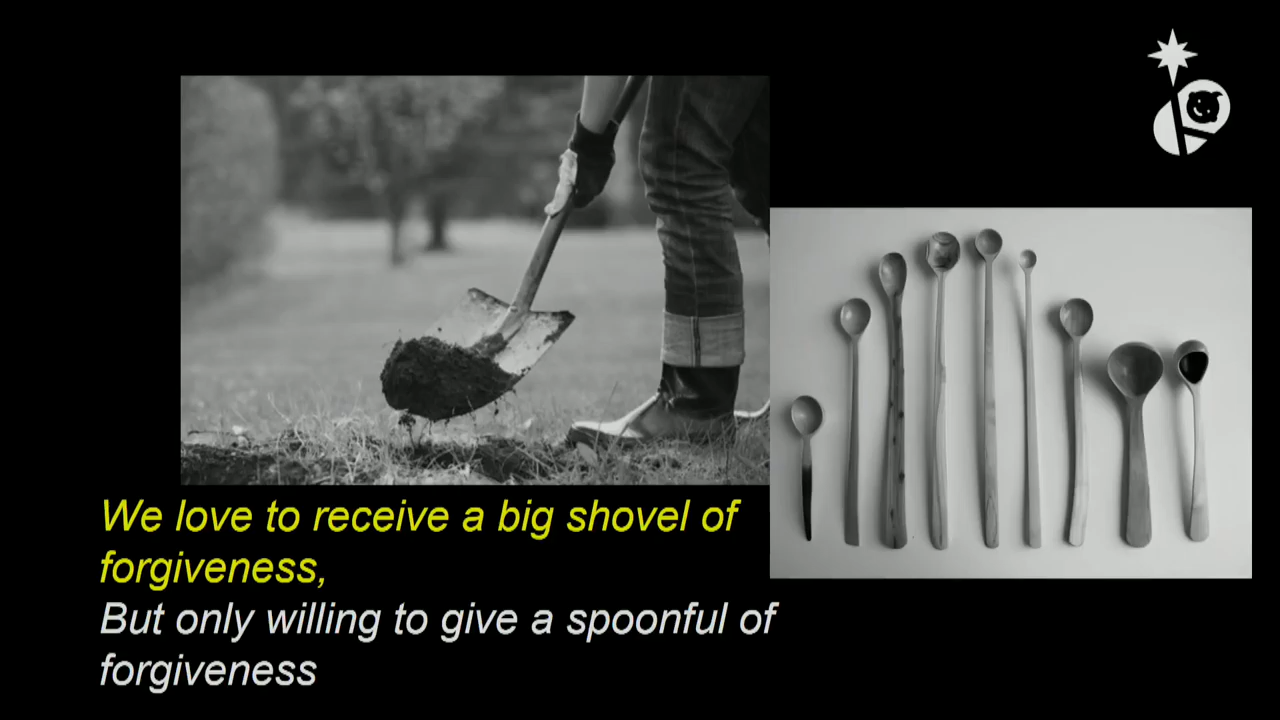 We love to receive a big shovel of
forgiveness,
But only willing to give a spoonful of
forgiveness